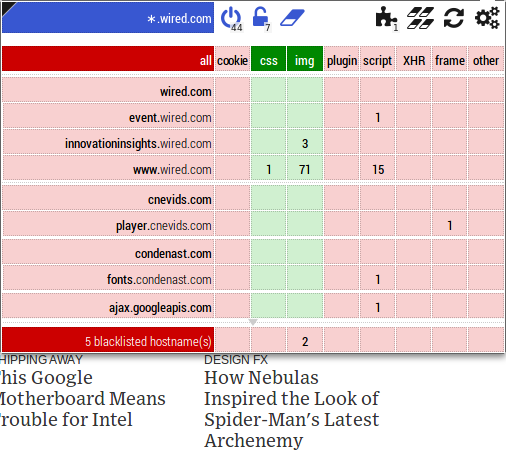 ∗.wired.com 44 7 1
all cookie css img plugin script XHR frame other
wired.com
event.wired.com 1
innovationinsights.wired.com 3
www.wired.com 1 71 15
cnevids.com
player.cnevids.com 1
condenast.com
fonts.condenast.com 1
ajax.googleapis.com 1
5 blacklisted hostname(s) 2
HIPPING AWAY
his Google
Motherboard Means
rouble for Intel
DESIGN FX
How Nebulas
Inspired the Look of
Spider-Man's Latest
Archenemy